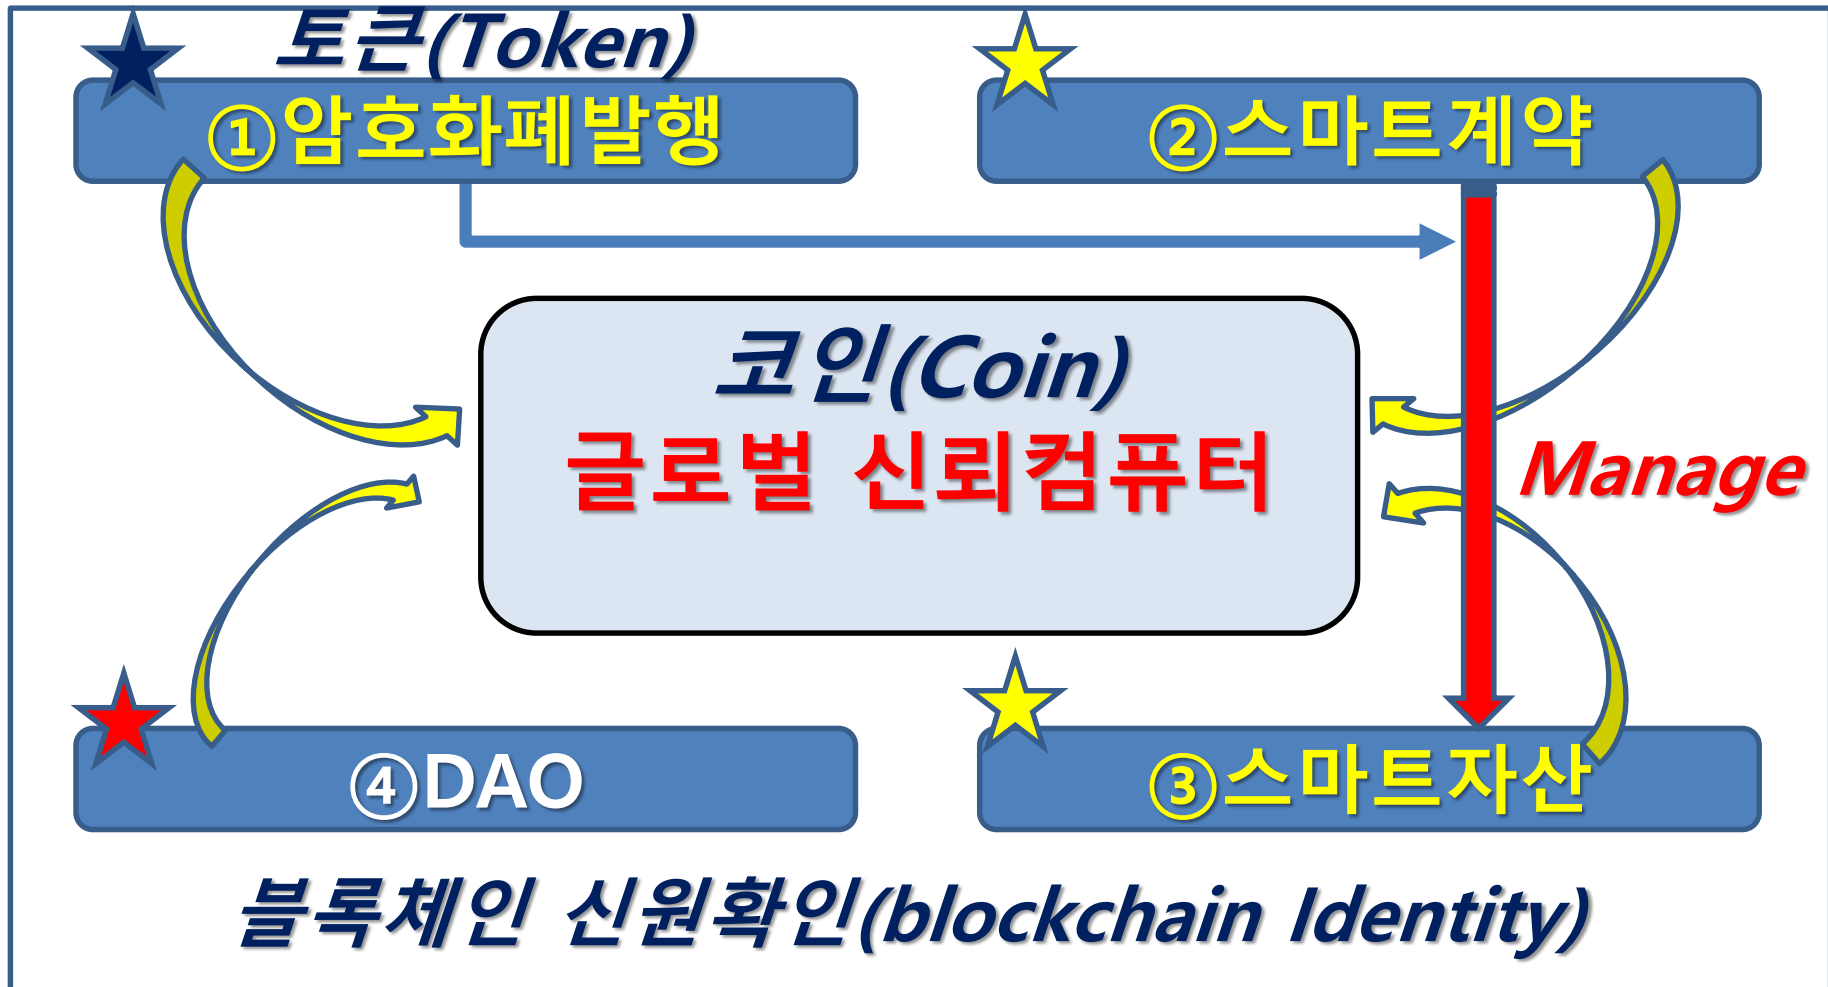 토큰(Token)
①암호화폐발행
②스마트계약
코인(Coin)
글로벌 신뢰컴퓨터
Manage
④DAO
③스마트자산
블록체인 신원확인(blockchain Identity)